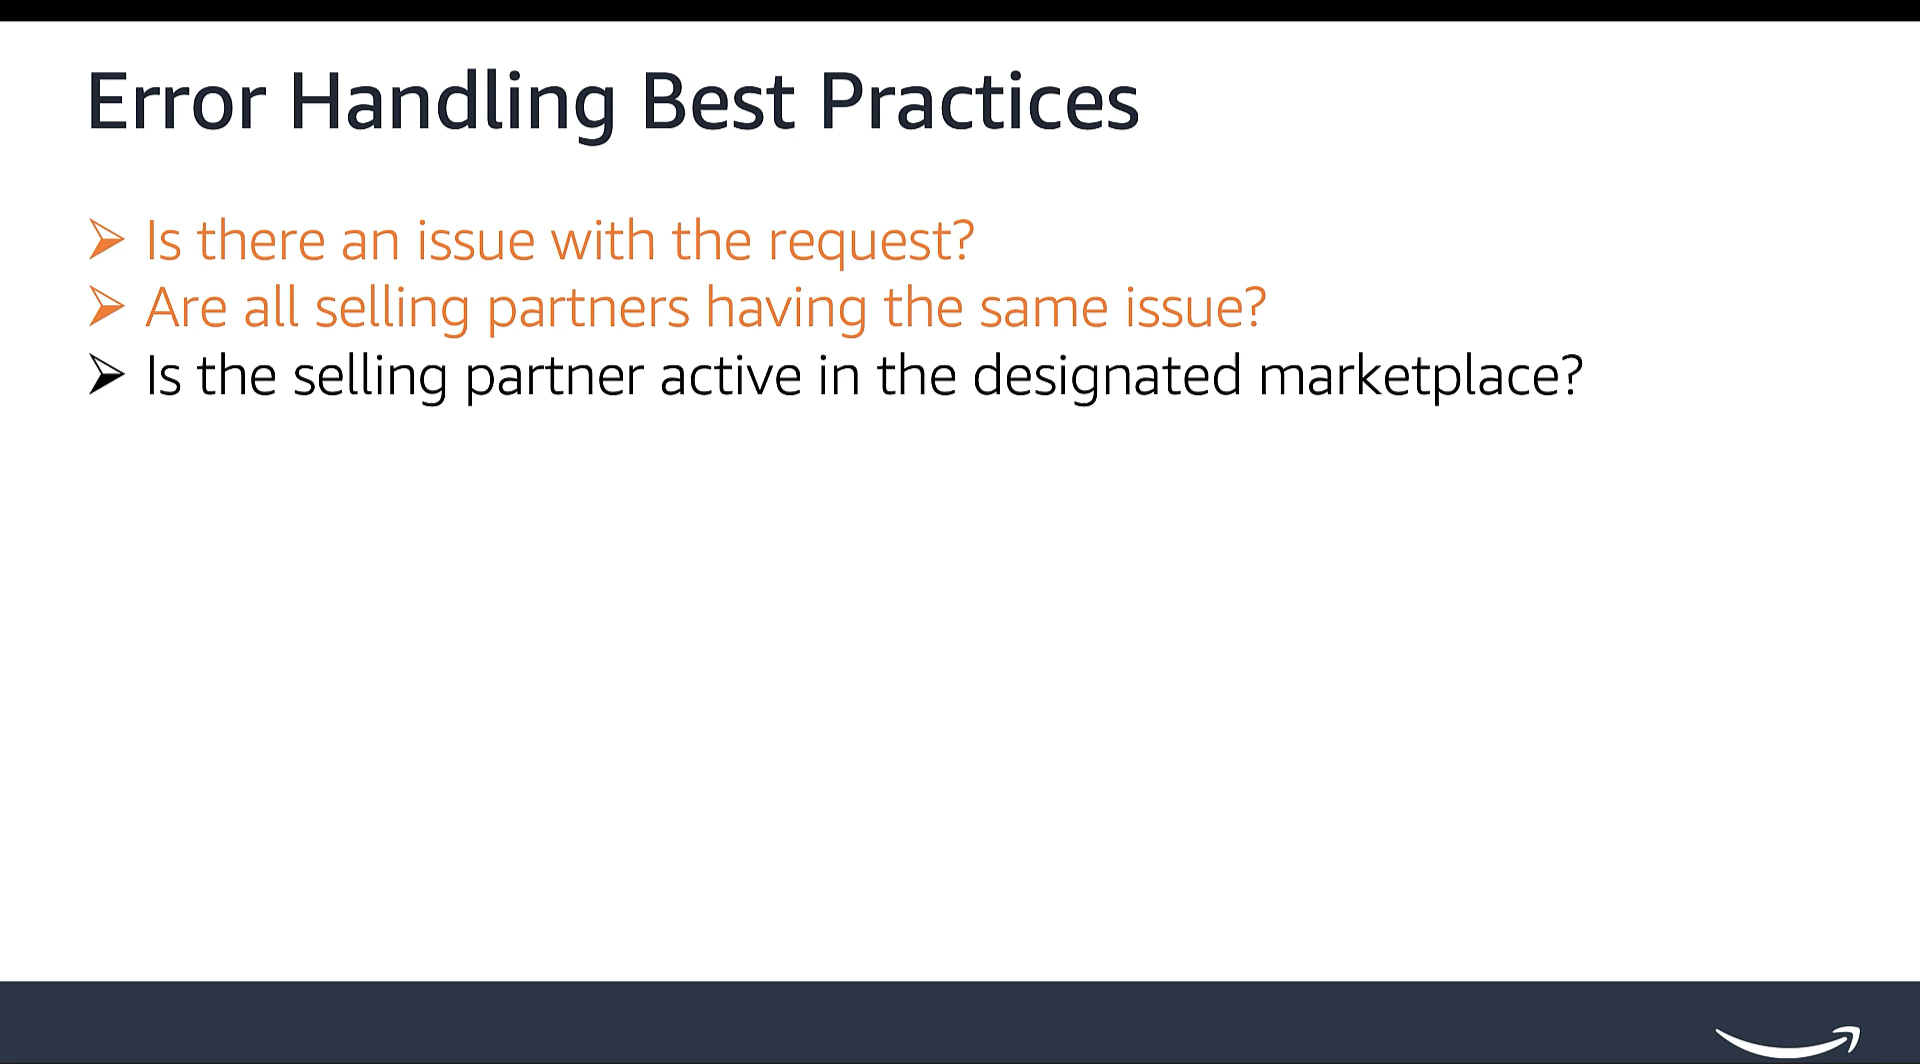 Error Handling Best Practices
➤ Is there an issue with the request?
➤ Are all selling partners having the same issue?
➤ Is the selling partner active in the designated marketplace?